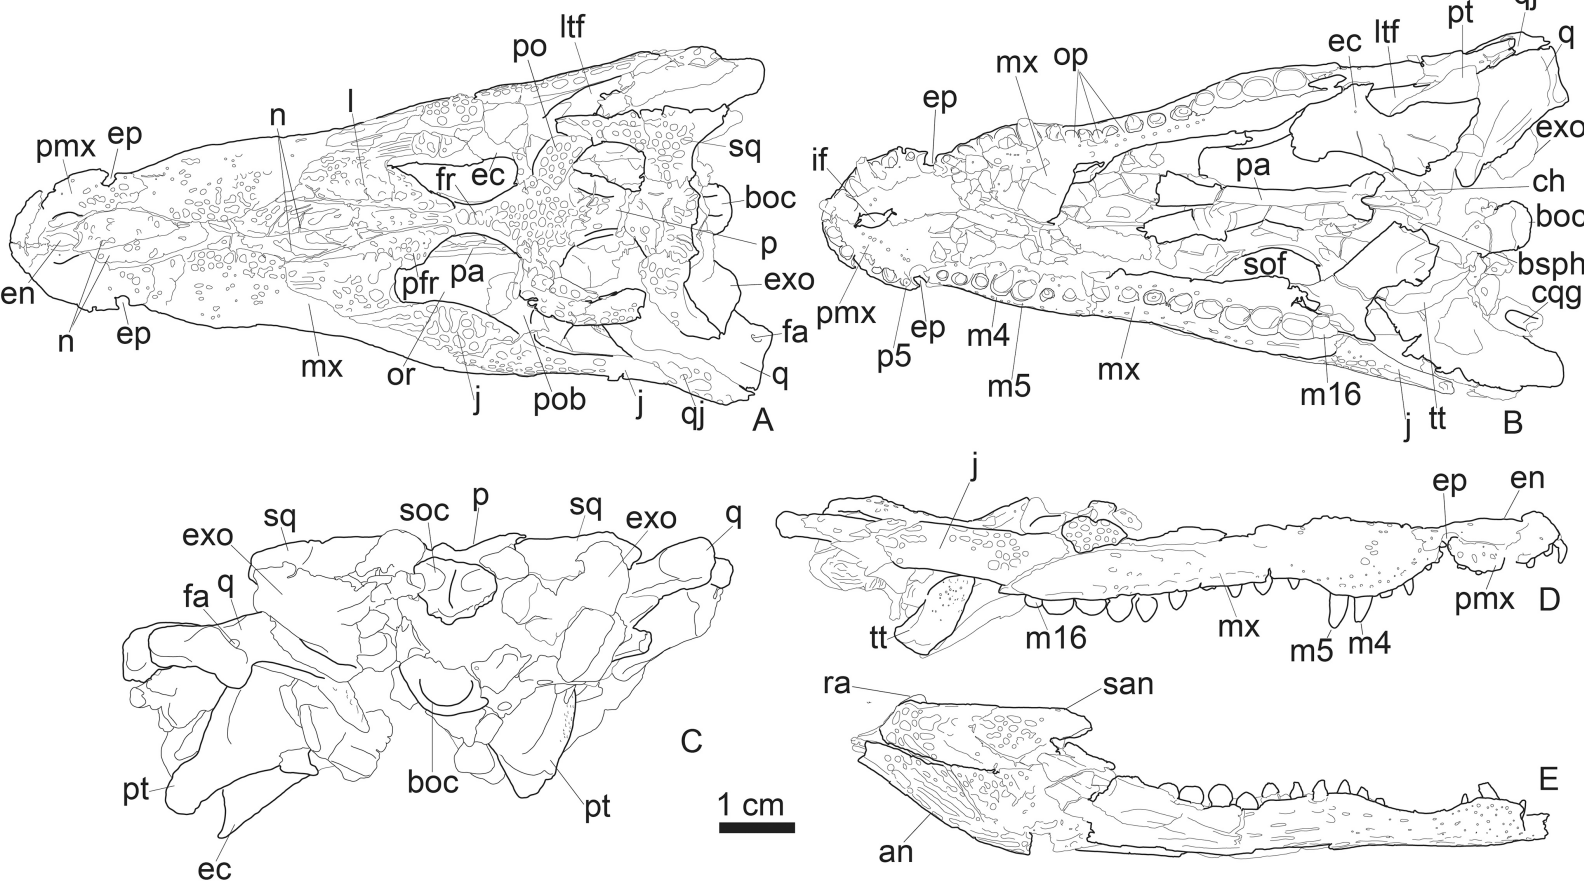 ltf
po
l
n
ep
pmx
fr
ec
sq
boc
p
en
n
ep
pfr
pa
exo
fa
mx
or
j
pob
j
qj
q
A
qj
pt
ltf
ec
q
op
mx
ep
exo
if
pa
ch
boc
sof
bsph
cqg
pmx
p5
ep
m4
m5
mx
m16
j
tt
B
p
soc
sq
sq
exo
exo
q
q
fa
C
pt
boc
pt
ec
1 cm
j
ep
en
pmx
D
tt
m16
mx
m5
m4
ra
san
E
an